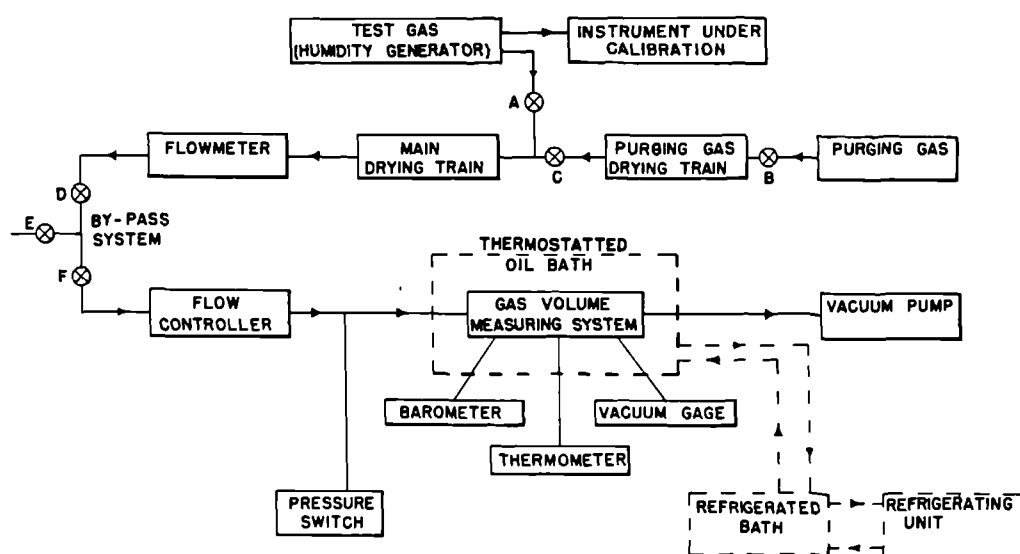 TEST GAS
(HUMIDITY GENERATOR)
INSTRUMENT UNDER
CALIBRATION
A
FLOWMETER
MAIN
DRYING TRAIN
C
PURGING GAS
DRYING TRAIN
B
PURGING GAS
D
E
BY-PASS
SYSTEM
F
THERMOSTATTED
OIL BATH
FLOW
CONTROLLER
GAS VOLUME
MEASURING SYSTEM
VACUUM PUMP
BAROMETER
VACUUM GAGE
THERMOMETER
PRESSURE
SWITCH
REFRIGERATED
BATH
REFRIGERATING
UNIT